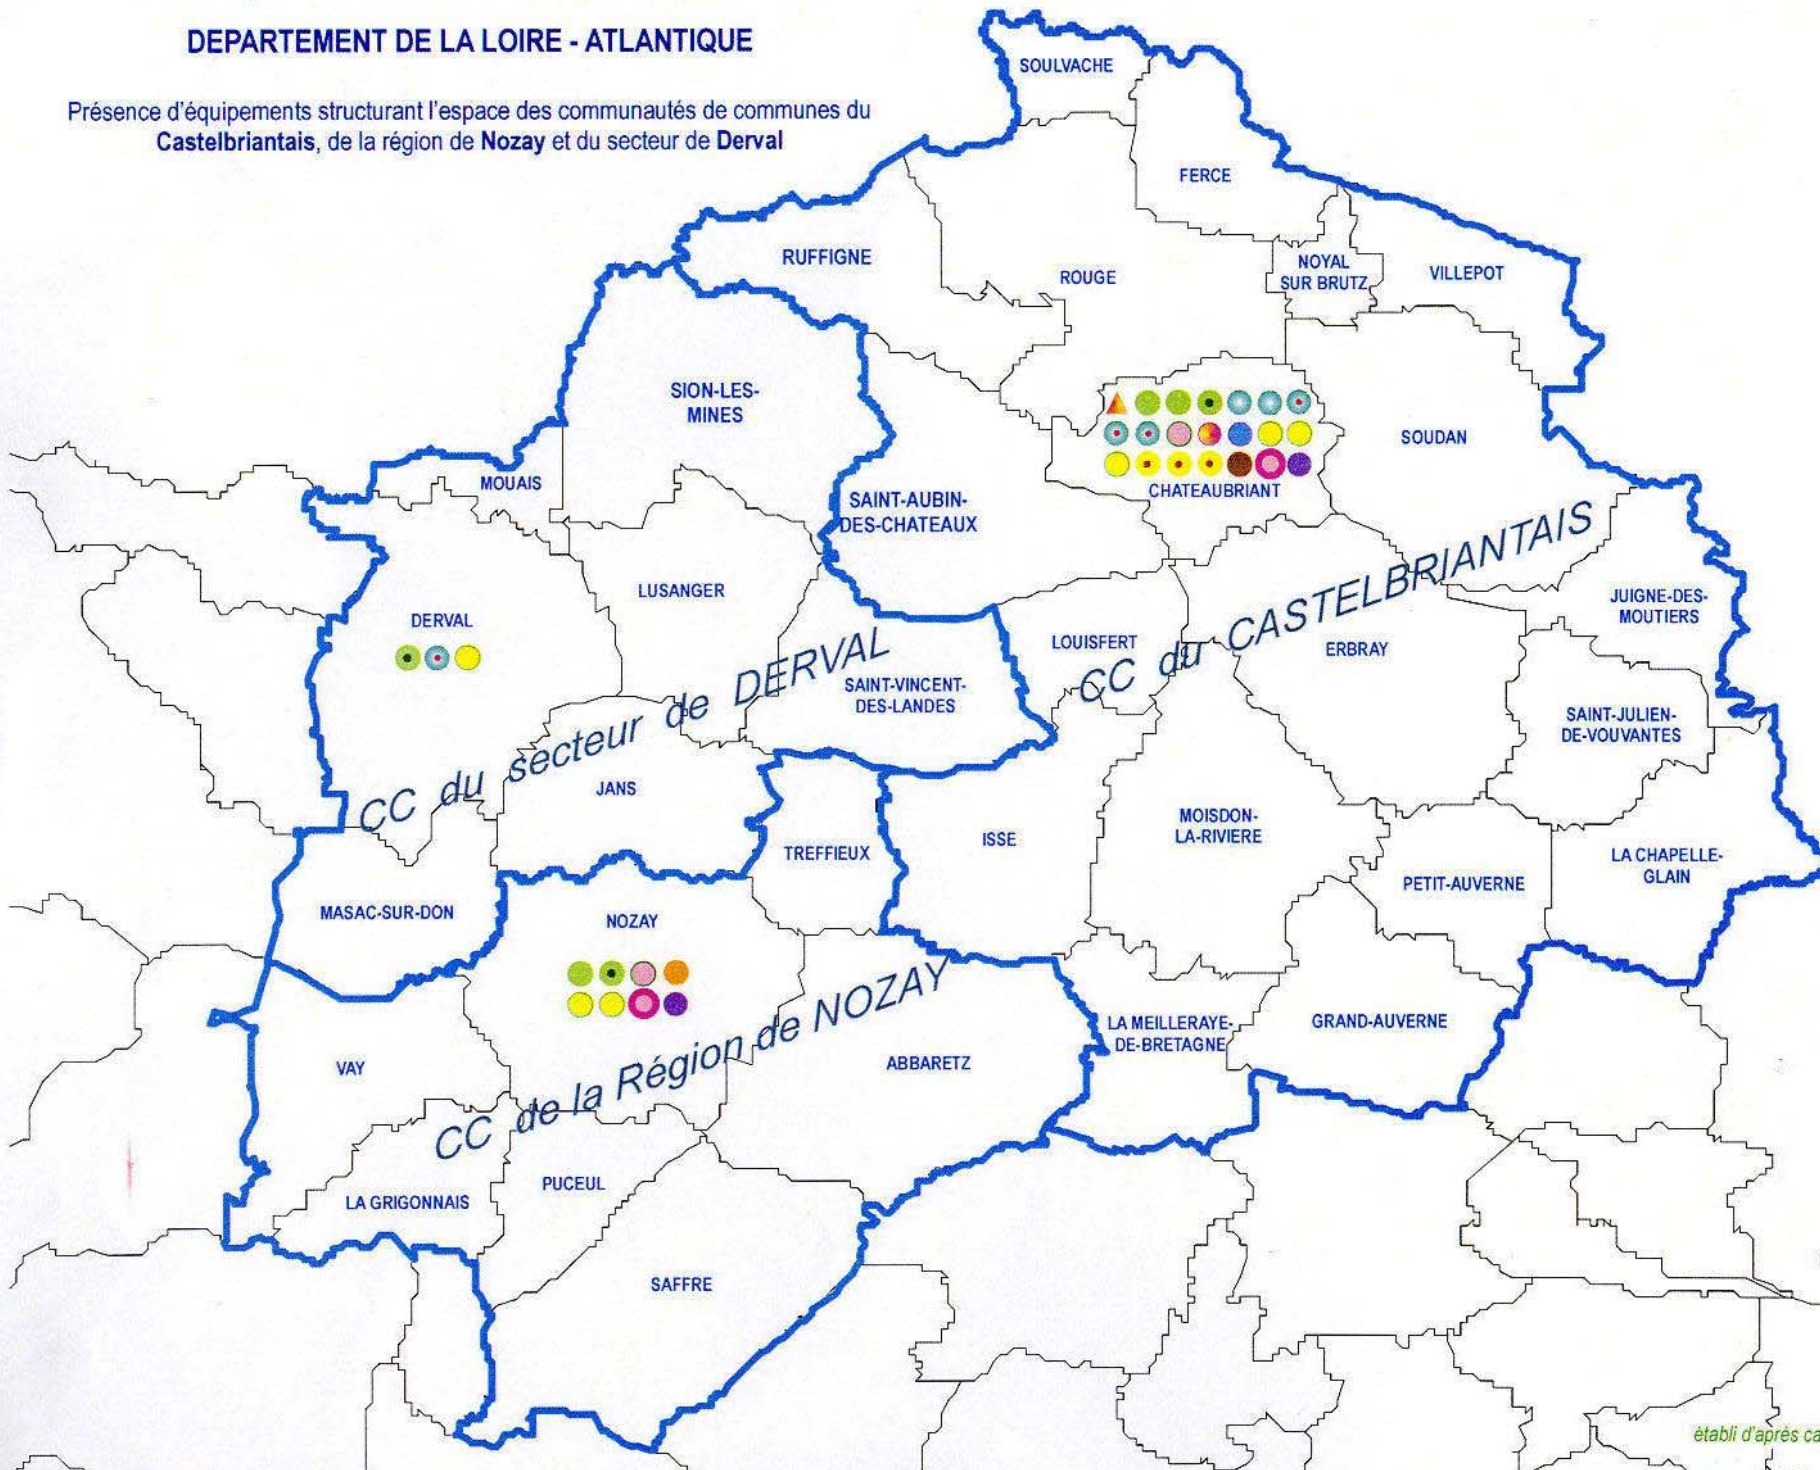 DEPARTEMENT DE LA LOIRE - ATLANTIQUE
Présence d'équipements structurant l'espace des communautés de communes du
Castelbriantais, de la région de Nozay et du secteur de Derval
SOULVACHE
FERCE
RUFFIGNE
ROUGE
NOYAL
SUR BRUTZ
VILLEPOT
SION-LES-
MINES
SOUDAN
MOUAIS
CHATEAUBRIANT
SAINT-AUBIN-
DES-CHATEAUX
CC du CASTELBRIANTAIS
LUSANGER
DERVAL
JUIGNE-DES-
MOUTIERS
LOUISFERT
ERBRAY
CC du secteur de DERVAL
SAINT-VINCENT-
DES-LANDES
SAINT-JULIEN-
DE-VOUVANTES
JANS
MOISDON-
LA-RIVIERE
ISSE
TREFFIEUX
LA CHAPELLE-
GLAIN
PETIT-AUVERNE
MASAC-SUR-DON
NOZAY
CC de la Région de NOZAY
LA MEILLERAYE-
DE-BRETAGNE
GRAND-AUVERNE
VAY
ABBARETZ
PUCEUL
LA GRIGONNAIS
SAFFRE
établi d'après ca